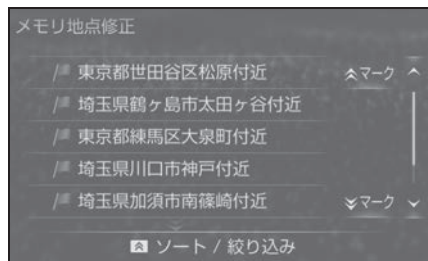 メモリ地点修正
東京都世田谷区松原付近
マーク
埼玉県鶴ヶ島市太田ヶ谷付近
東京都練馬区大泉町付近
埼玉県川口市神戸付近
埼玉県加須市南篠崎付近
マーク
ソート / 絞り込み